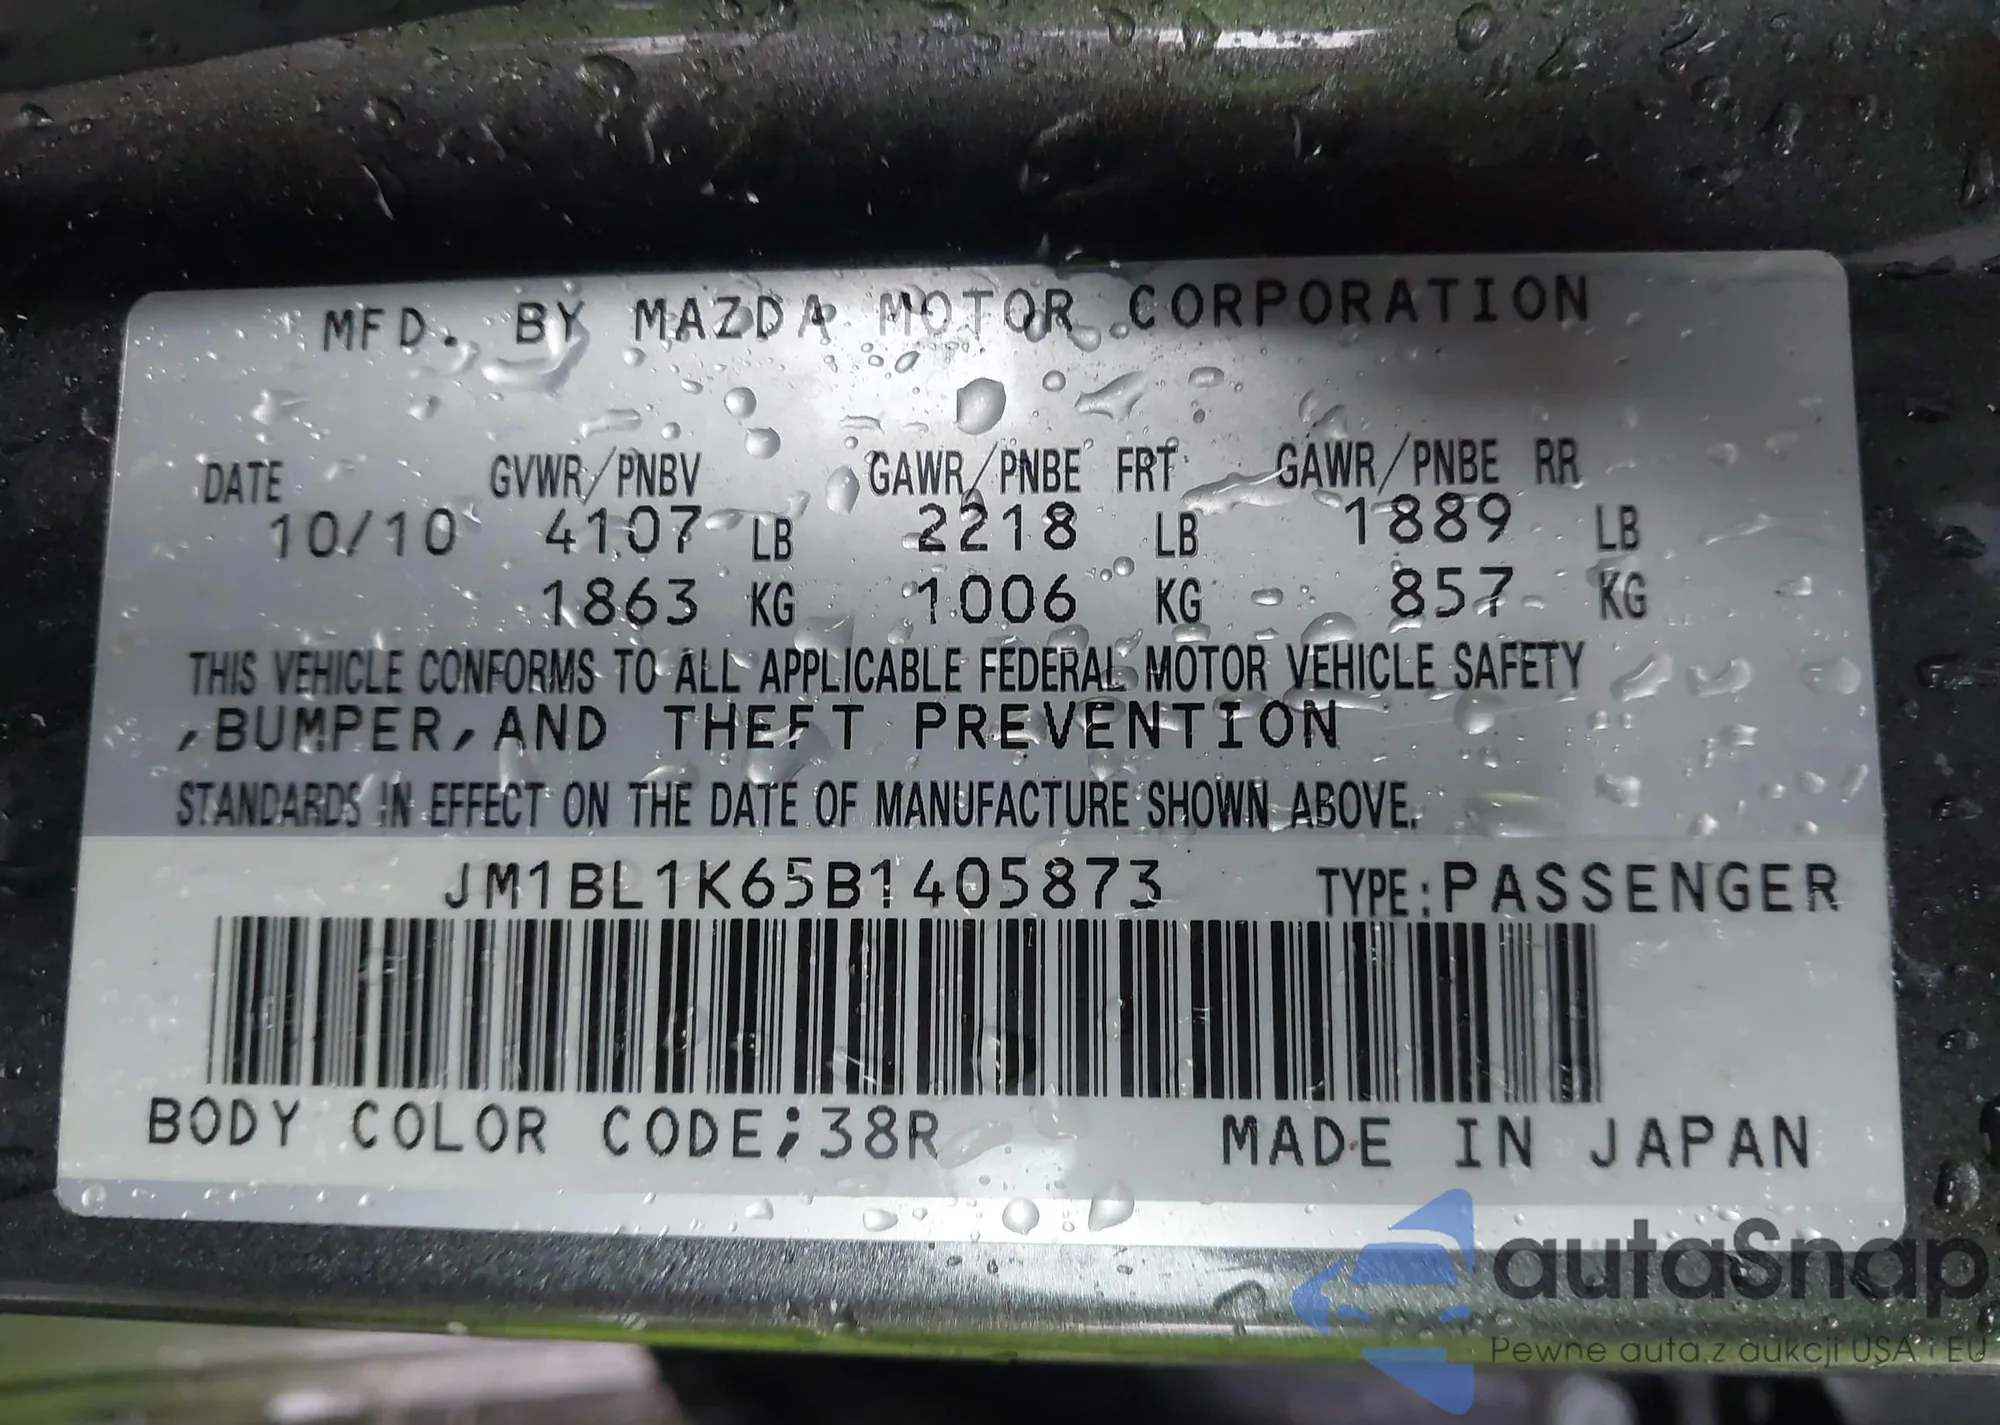 MFD. BY MAZDA MOTOR CORPORATION
DATE GVWR/PNBV GAWR/PNBE FRT GAWR/PNBE RR
10/10 4107 LB 2218 LB 1889 LB
1863 KG 1006 KG 857 KG
THIS VEHICLE CONFORMS TO ALL APPLICABLE FEDERAL MOTOR VEHICLE SAFETY
,BUMPER,AND THEFT PREVENTION
STANDARDS IN EFFECT ON THE DATE OF MANUFACTURE SHOWN ABOVE.
JM1BL1K65B1405873 TYPE:PASSENGER
BODY COLOR CODE;38R MADE IN JAPAN
autaSnap
Pewne auta z aukcji USA i EU